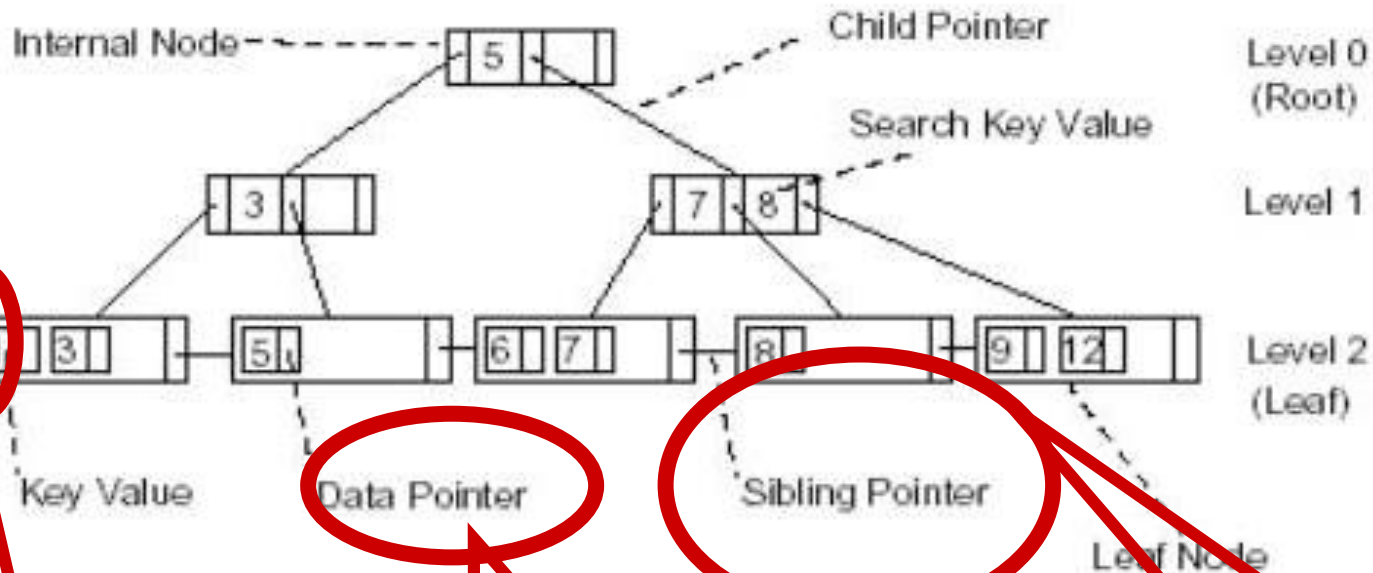 Internal Node
5
Child Pointer
Level 0
(Root)
Search Key Value
3
7 8
Level 1
3 5 6 7 8 9 12
Level 2
(Leaf)
Key Value
Data Pointer
Sibling Pointer
Leaf Node